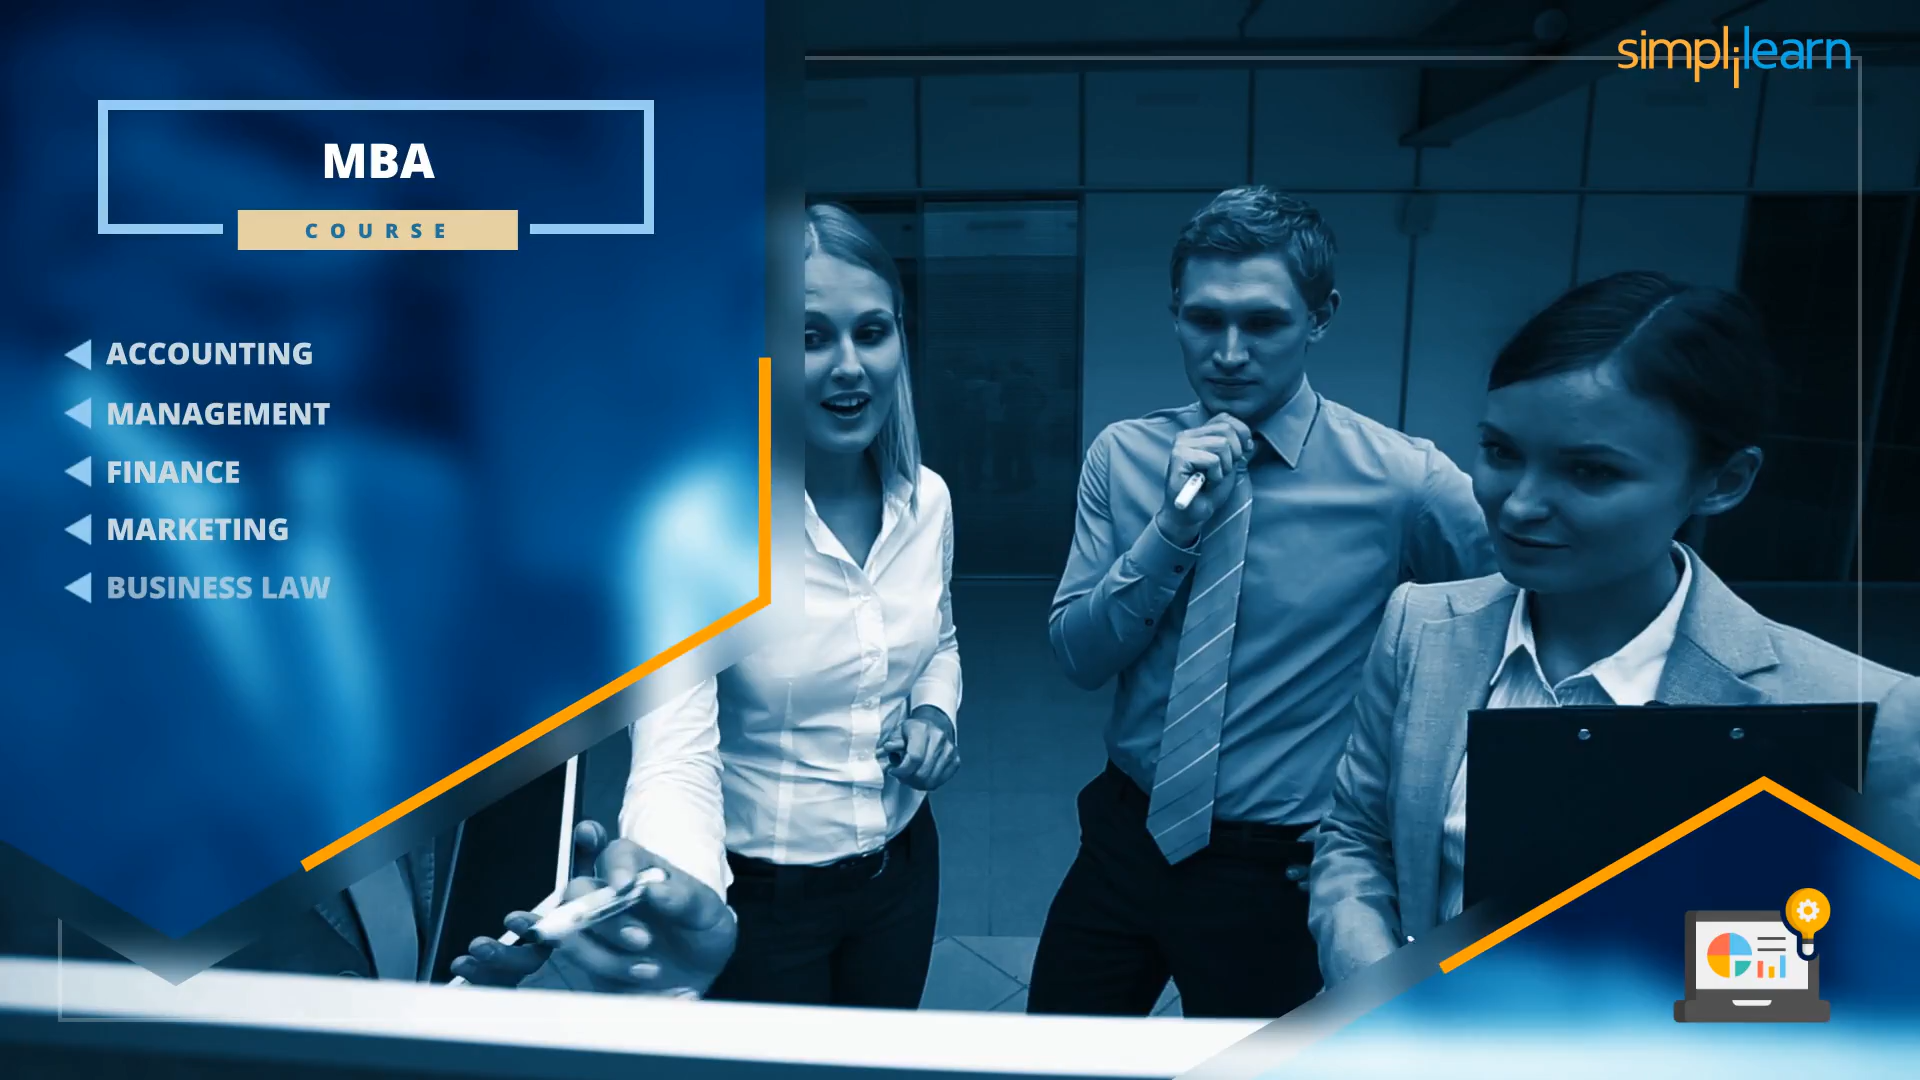 simplilearn
MBA
COURSE
ACCOUNTING
MANAGEMENT
FINANCE
MARKETING
BUSINESS LAW